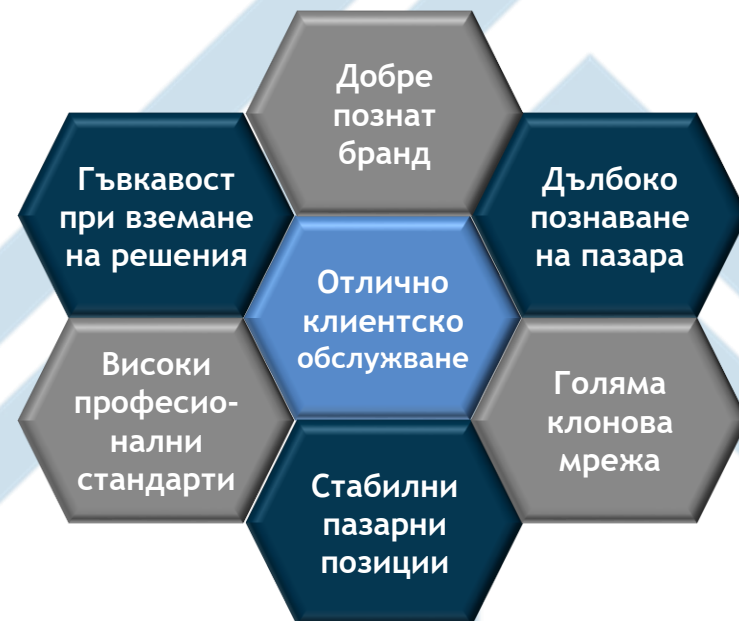 Добре
познат
бранд
Гъвкавост
при вземане
на решения
Дълбоко
познаване
на пазара
Отлично
клиентско
обслужване
Високи
професио-
нални
стандарти
Голяма
клонова
мрежа
Стабилни
пазарни
позиции